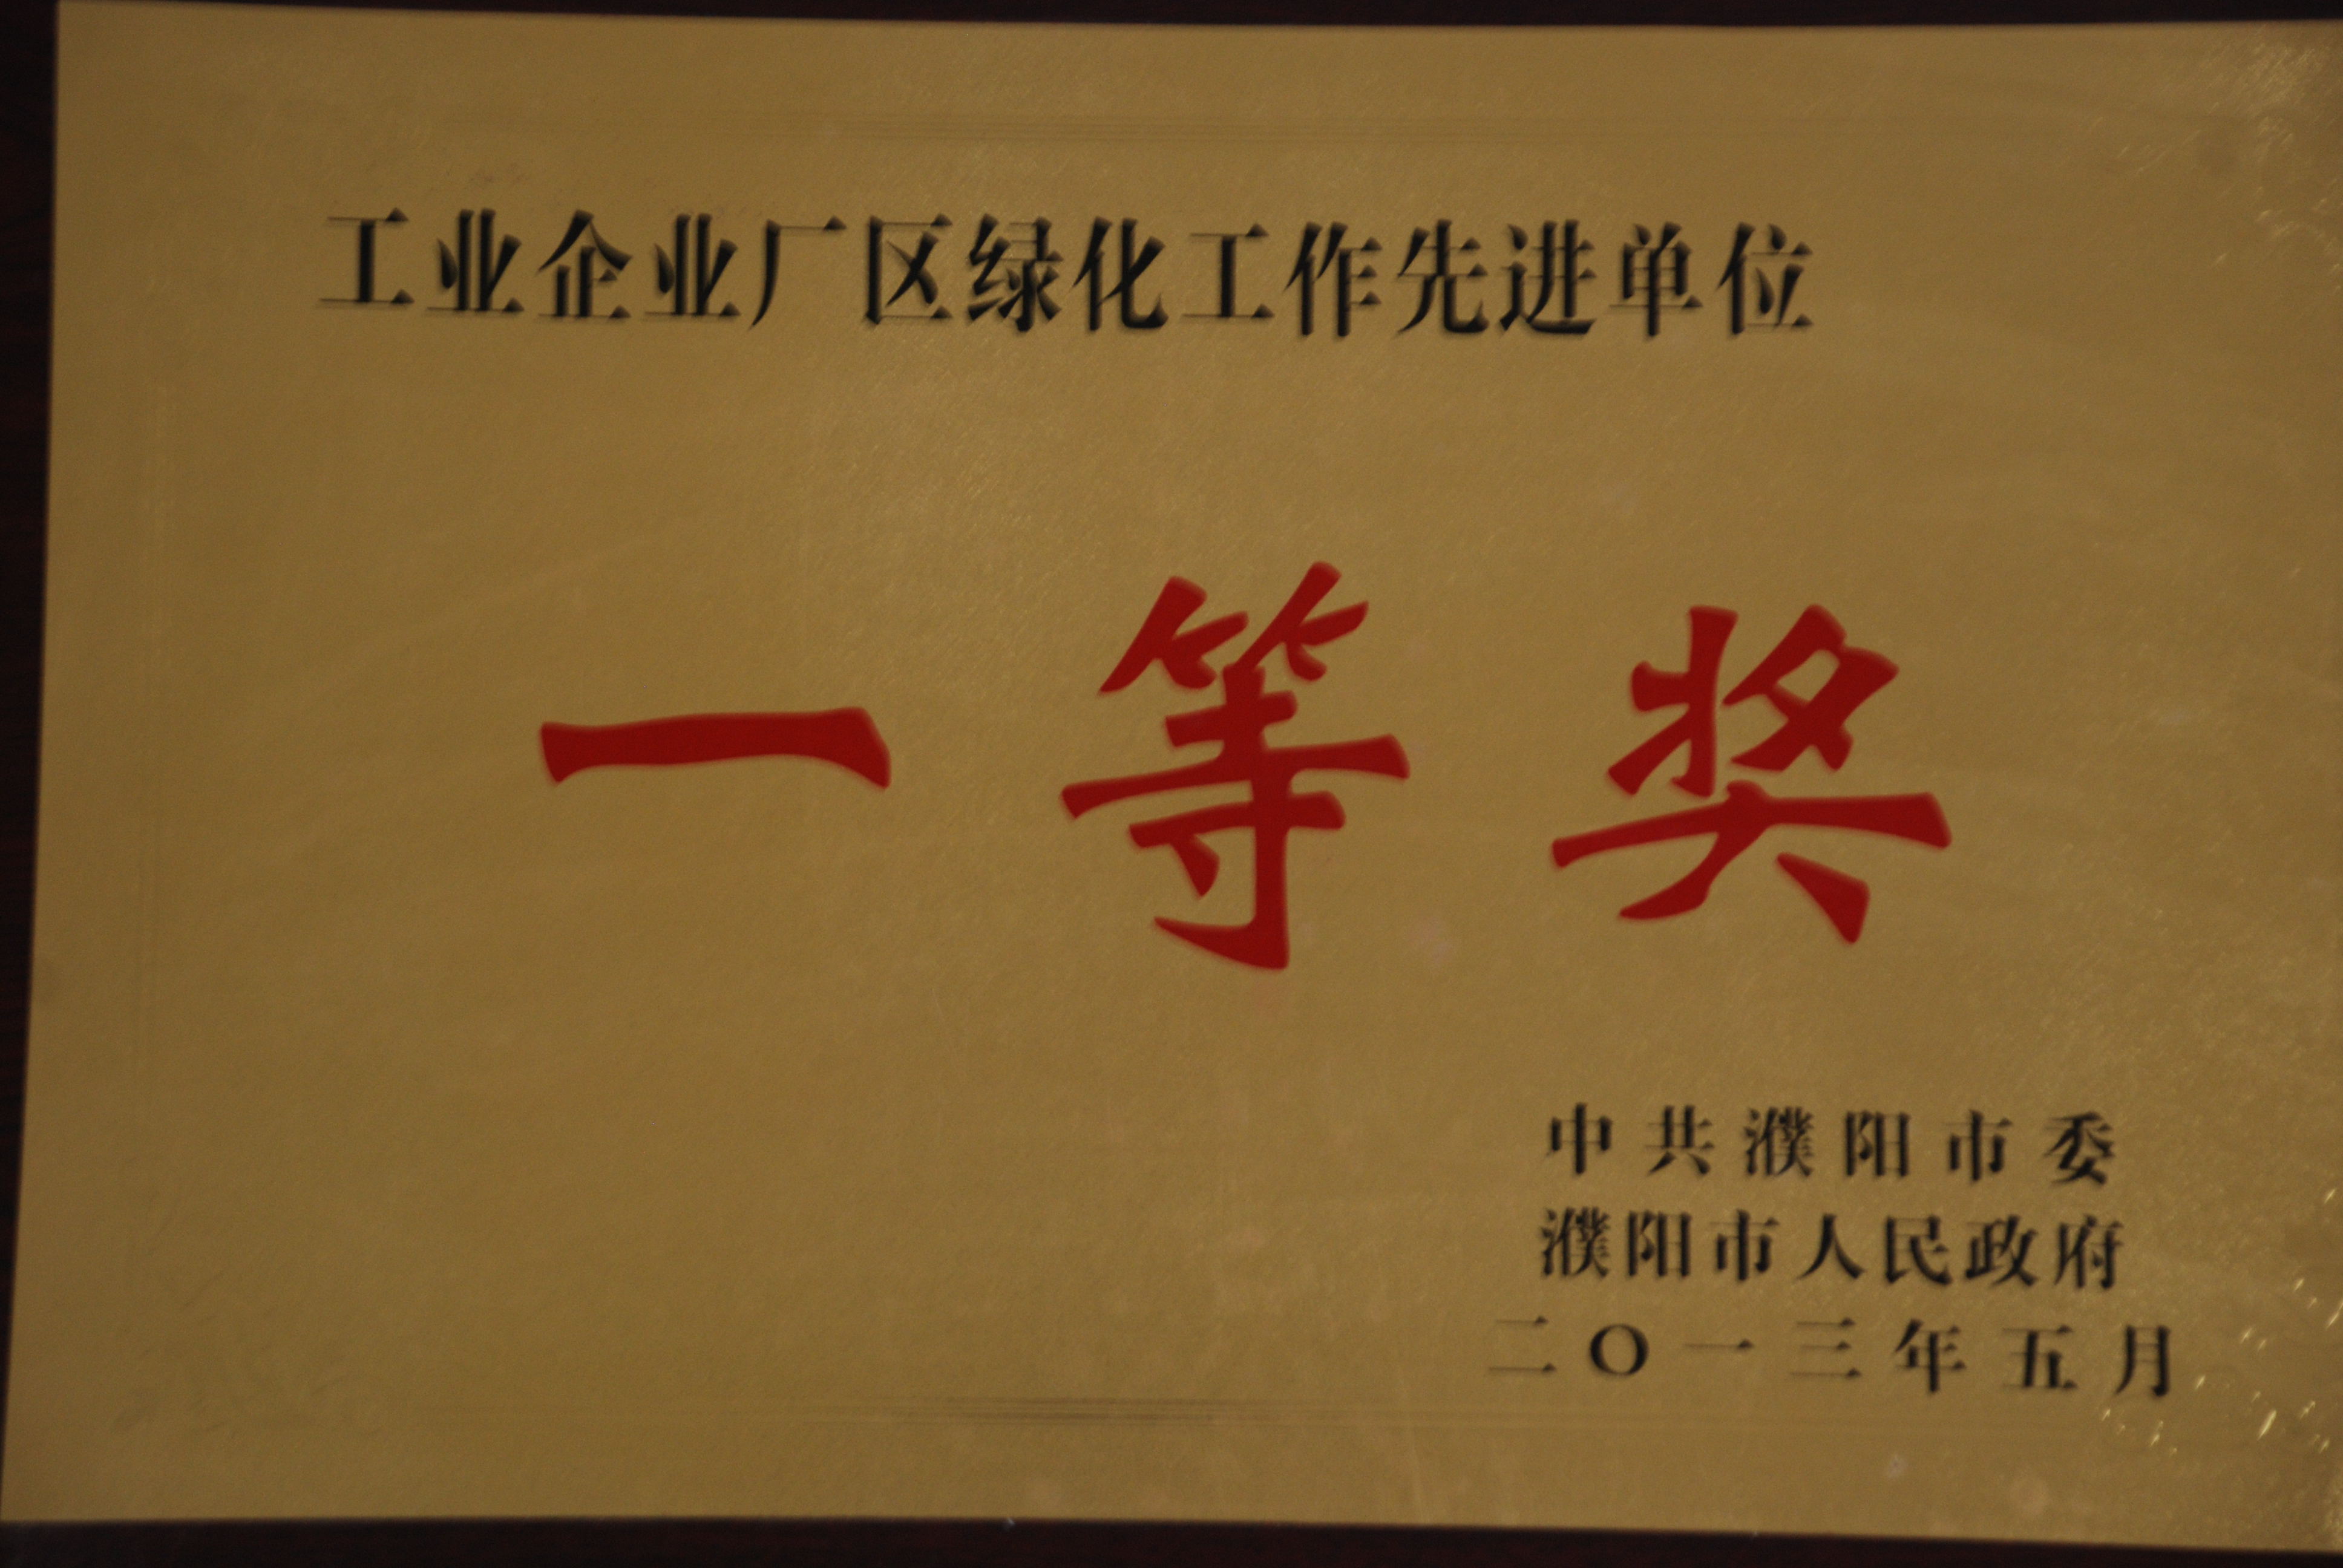 工业企业厂区绿化工作先进单位
一等奖
中共濮阳市委
濮阳市人民政府
二〇一三年五月